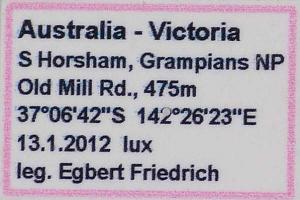 Australia - Victoria
S Horsham, Grampians NP
Old Mill Rd., 475m
37°06'42"S 142°26'23"E
13.1.2012 lux
leg. Egbert Friedrich